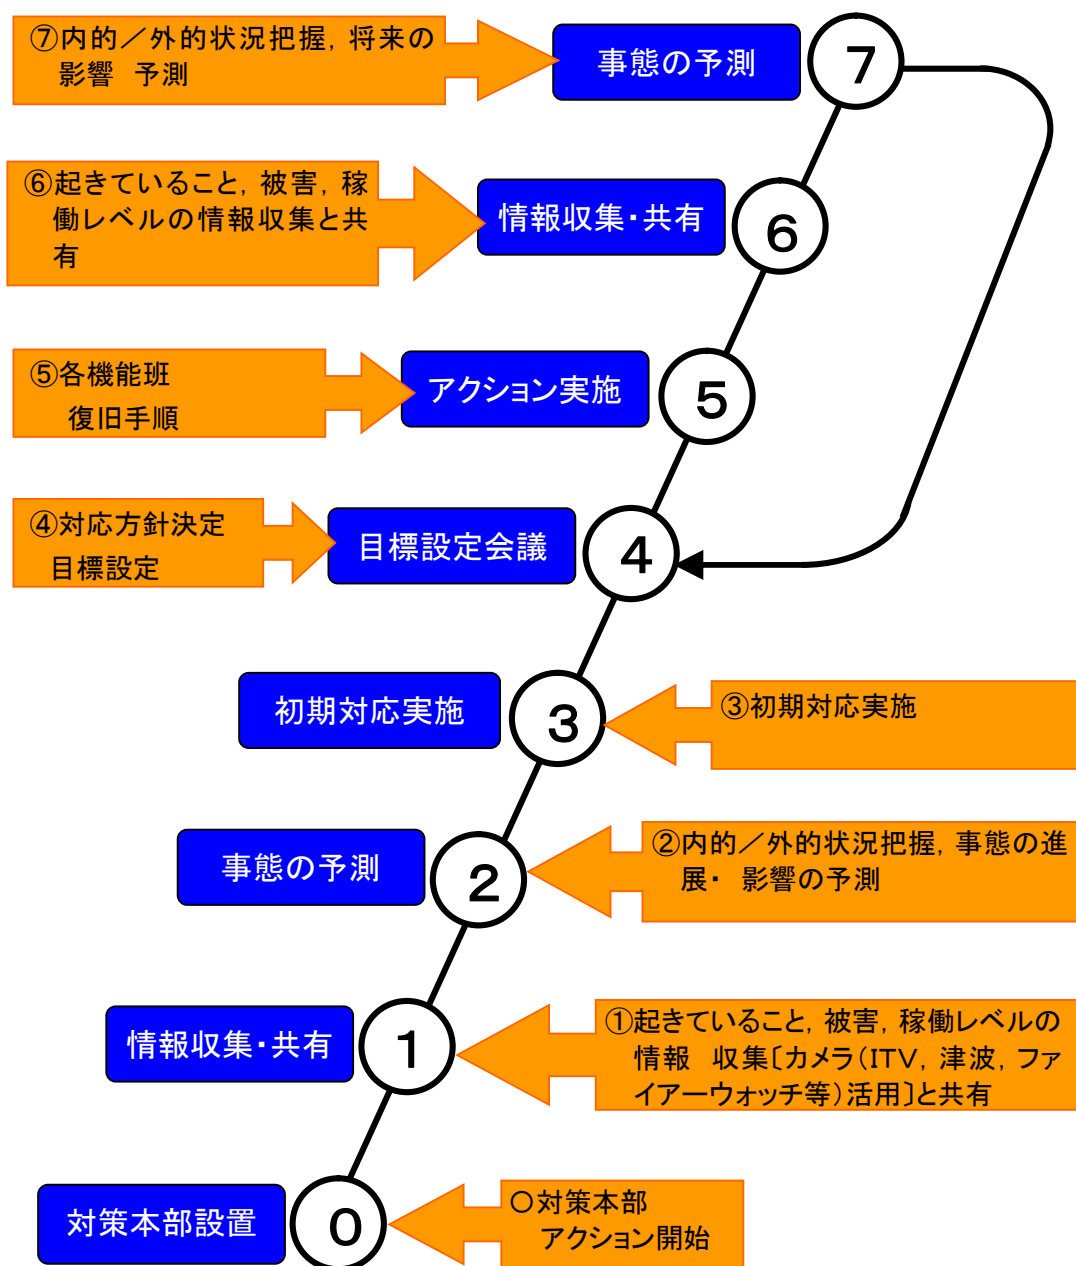 ⑦内的／外的状況把握，将来の
影響　予測
事態の予測
7
⑥起きていること，被害，稼
働レベルの情報収集と共
有
情報収集・共有
6
⑤各機能班
復旧手順
アクション実施
5
④対応方針決定
目標設定
目標設定会議
4
初期対応実施
3
③初期対応実施
事態の予測
2
②内的／外的状況把握，事態の進
展・　影響の予測
情報収集・共有
1
①起きていること，被害，稼働レベルの
情報　収集〔カメラ（ITV，津波，ファ
イアーウォッチ等）活用〕と共有
対策本部設置
0
〇対策本部
アクション開始